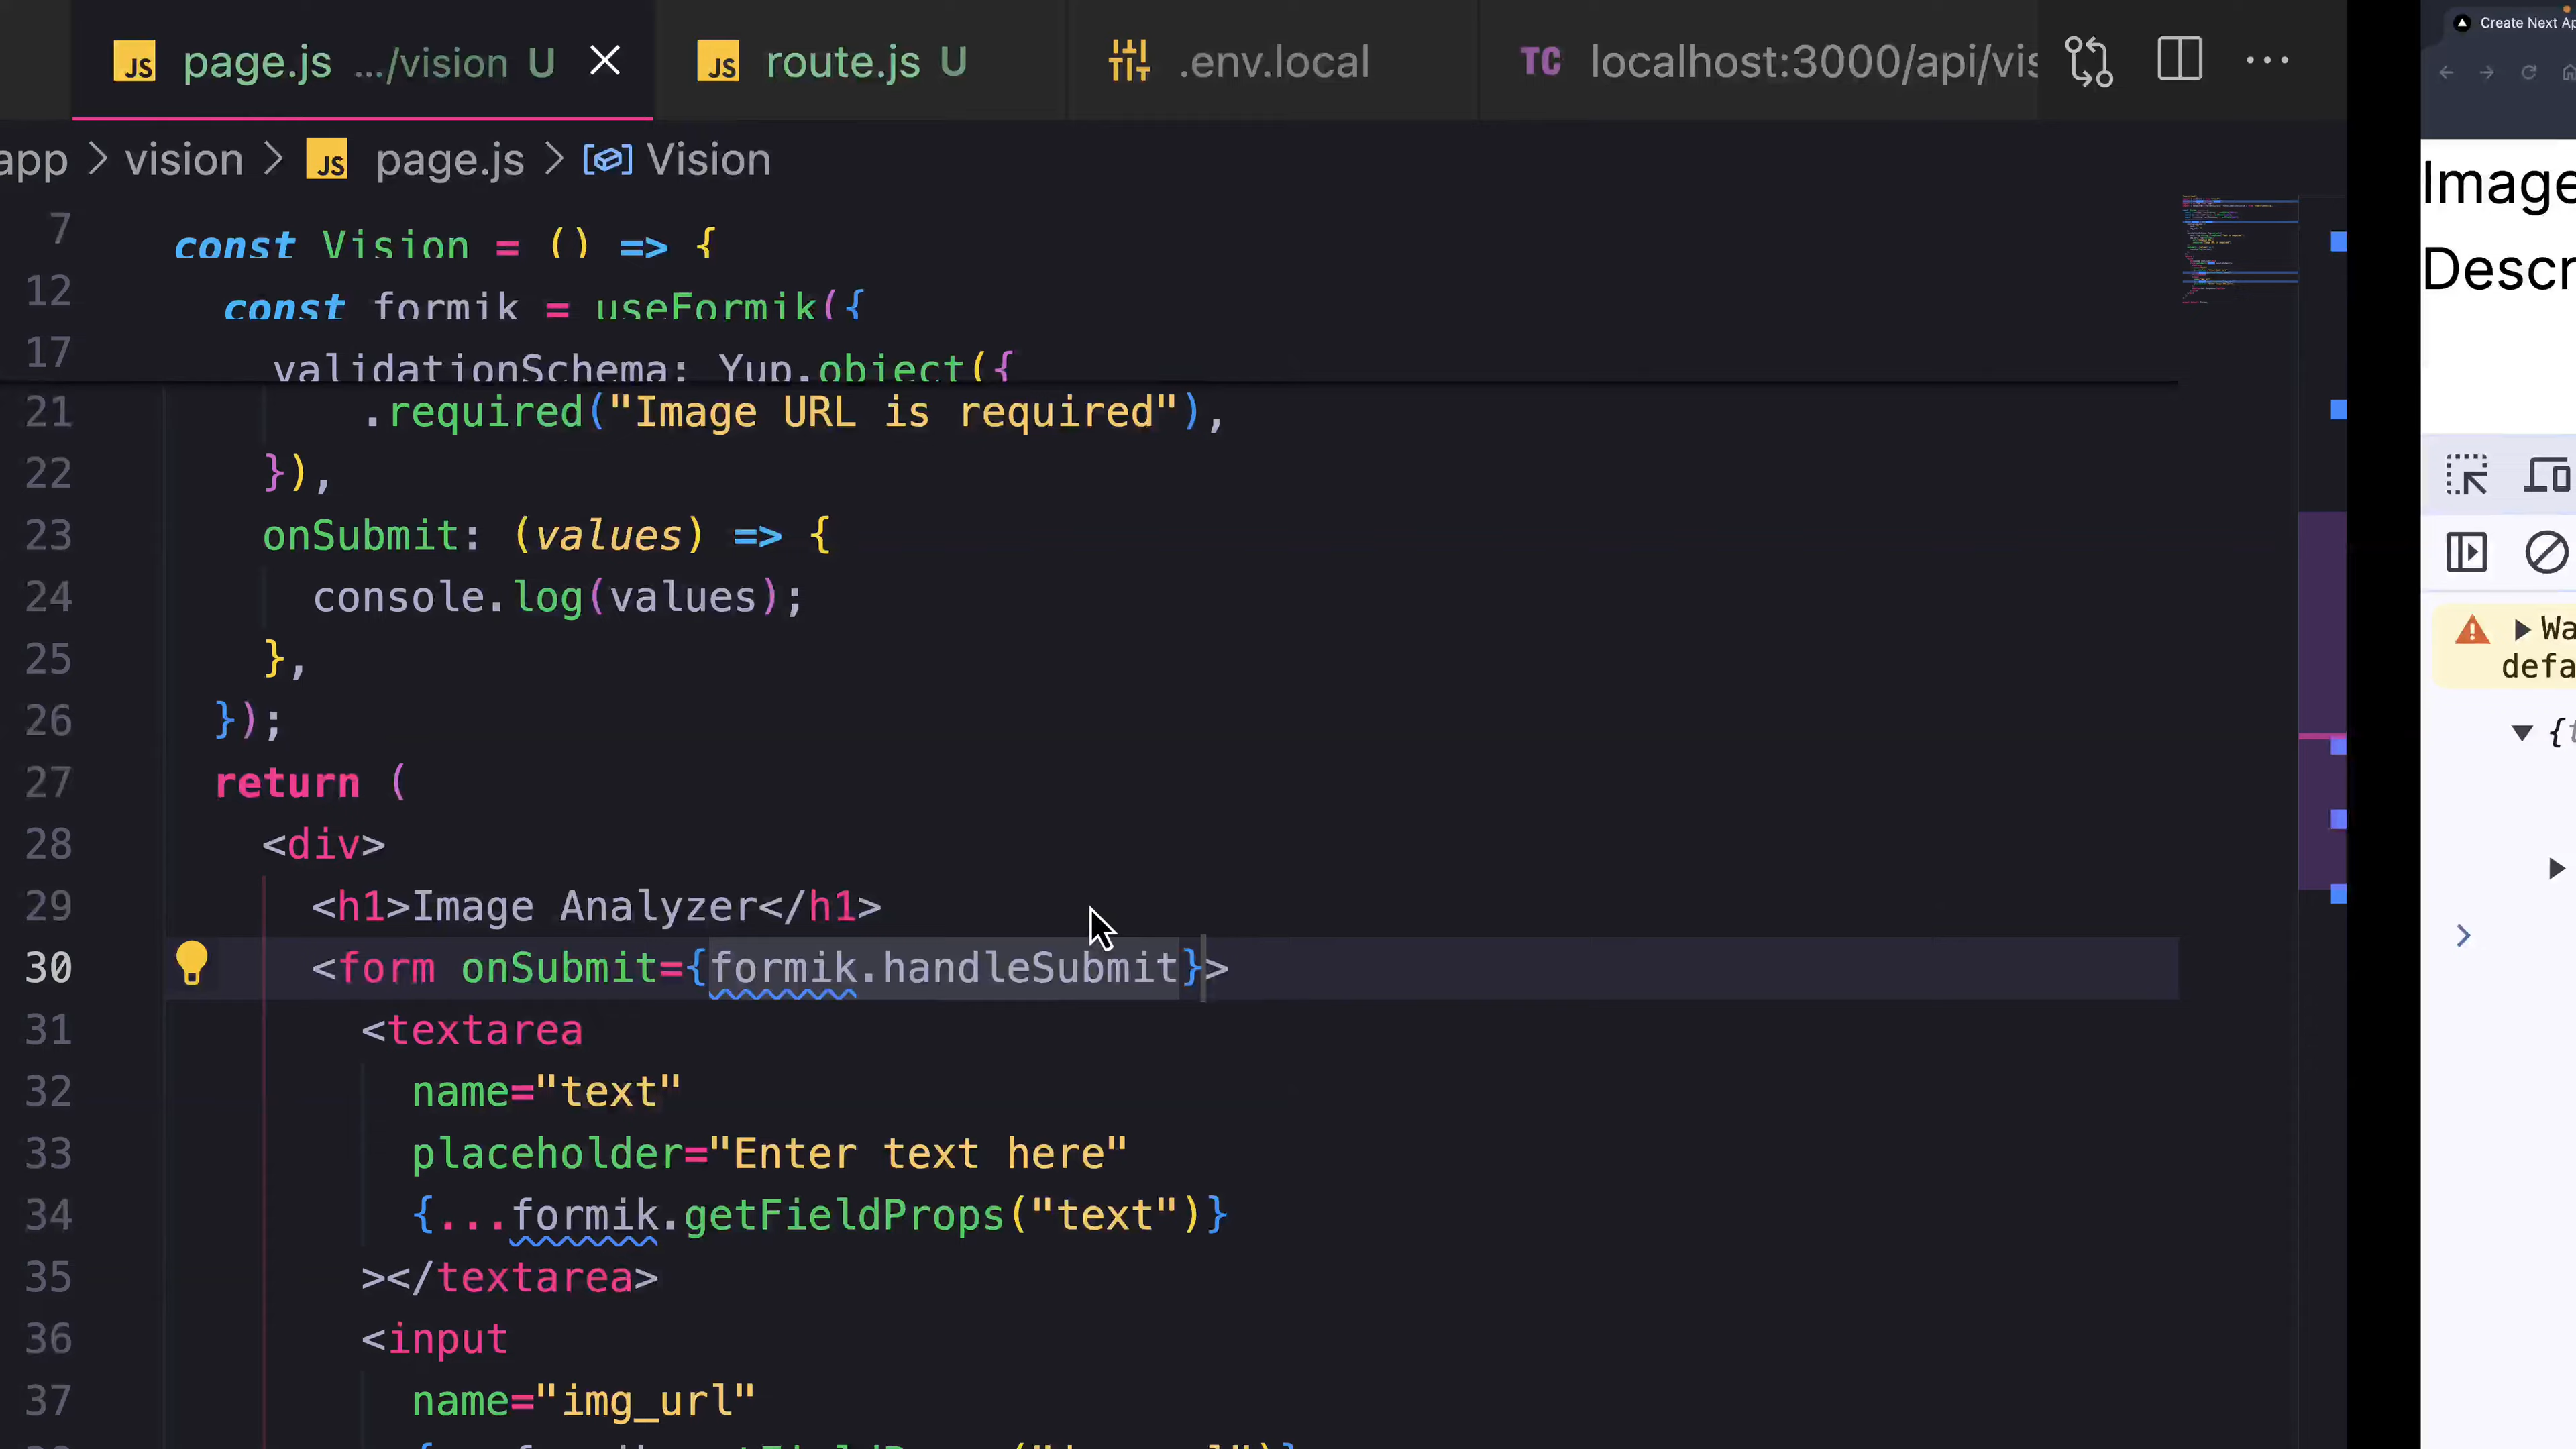 JS page.js .../vision U
JS route.js U
.env.local
TC localhost:3000/api/vis
app > vision > JS page.js > Vision
7 const Vision = () => {
12 const formik = useFormik({
17 validationSchema: Yup.object({
21 .required("Image URL is required"),
22 }),
23 onSubmit: (values) => {
24 console.log(values);
25 },
26 });
27 return (
28 <div>
29 <h1>Image Analyzer</h1>
30 <form onSubmit={formik.handleSubmit}>
31 <textarea
32 name="text"
33 placeholder="Enter text here"
34 {...formik.getFieldProps("text")}
35 ></textarea>
36 <input
37 name="img_url"
Create Next Ap
Image
Descr
Wa
defa